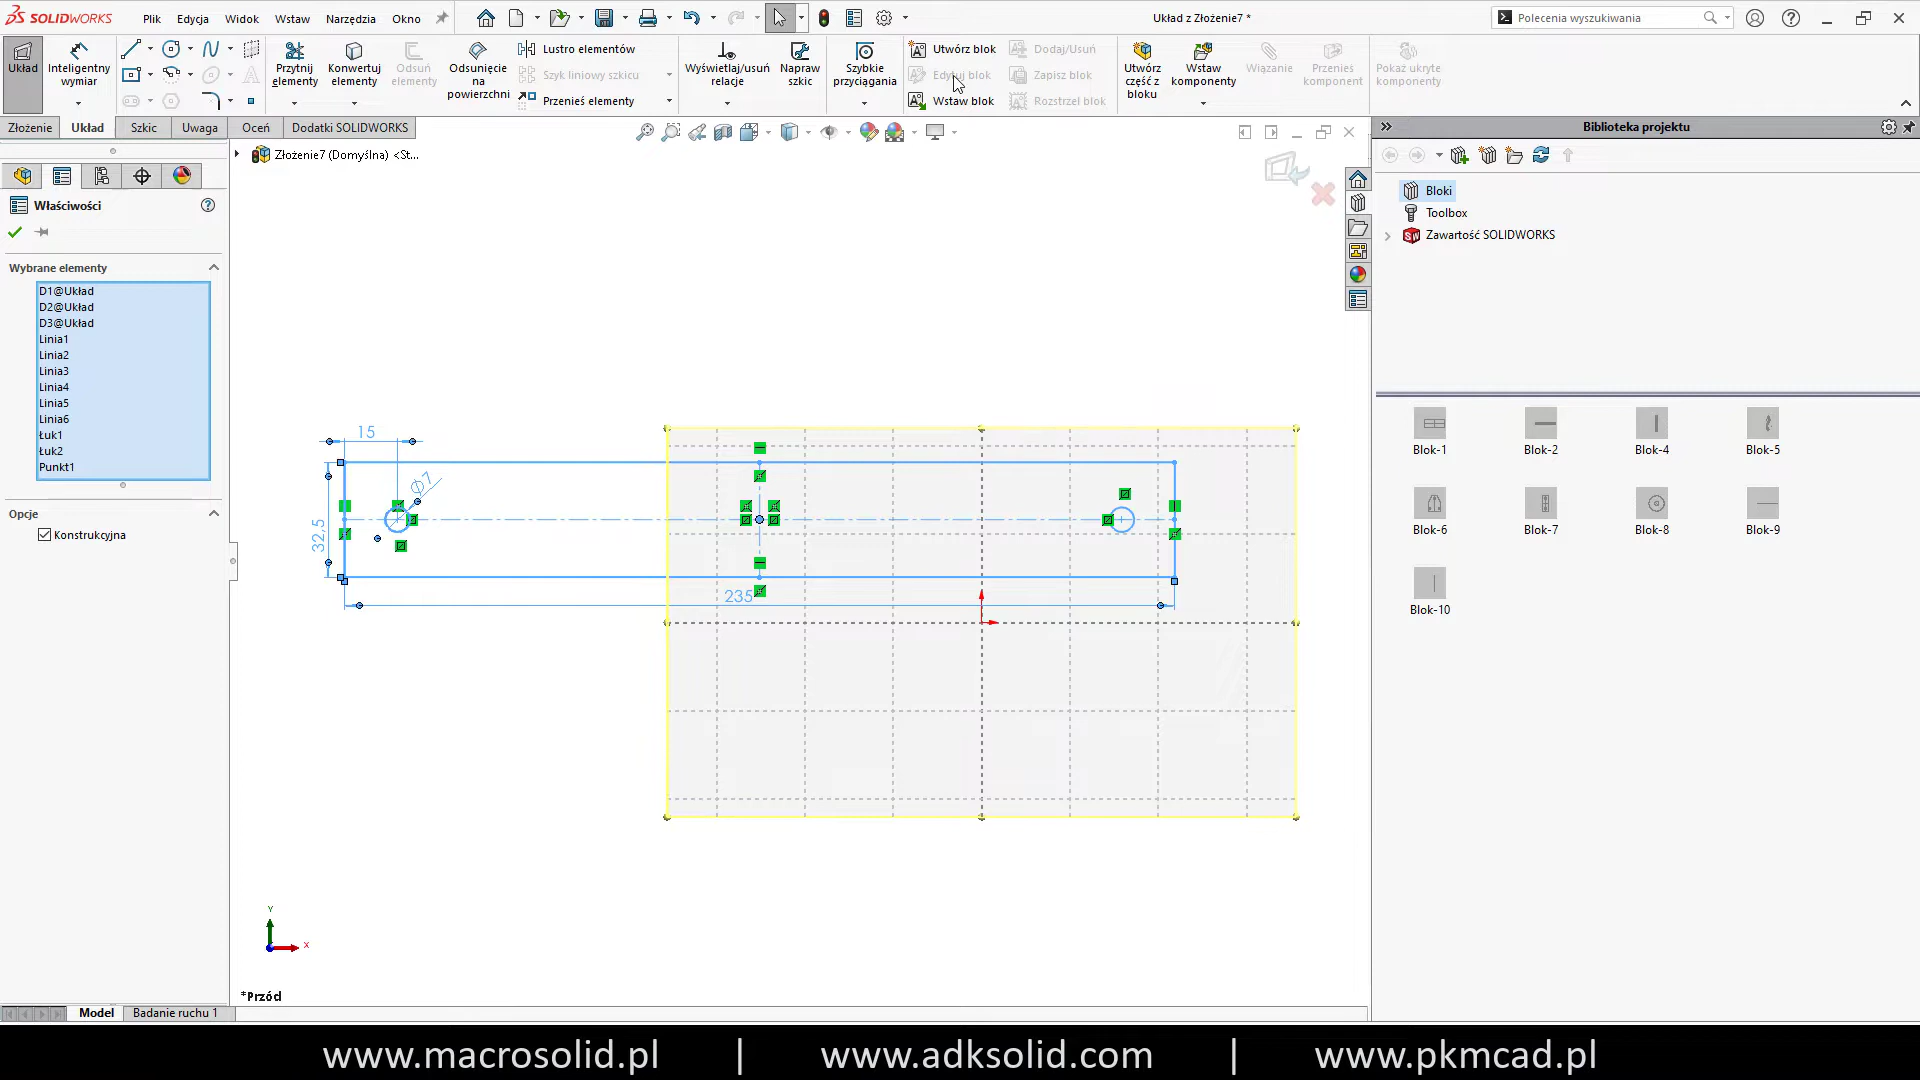 SOLIDWORKS
Plik Edycja Widok Wstaw Narzędzia Okno
Układ z Złożenie7 *
Polecenia wyszukiwania
Układ
Inteligentny wymiar
Przytnij elementy
Konwertuj elementy
Odsuń elementy
Odsunięcie na powierzchni
Lustro elementów
Szyk liniowy szkicu
Przenieś elementy
Wyświetlaj/usuń relacje
Napraw szkic
Szybkie przyciągania
Utwórz blok
Edytuj blok
Wstaw blok
Dodaj/Usuń
Zapisz blok
Rozstrzel blok
Utwórz część z bloku
Wstaw komponenty
Wiązanie
Przenieś komponent
Pokaż ukryte komponenty
Złożenie Układ Szkic Uwaga Oceń Dodatki SOLIDWORKS
Złożenie7 (Domyślna) <St...
Właściwości
Wybrane elementy
D1@Układ
D2@Układ
D3@Układ
Linia1
Linia2
Linia3
Linia4
Linia5
Linia6
Łuk1
Łuk2
Punkt1
Opcje
Konstrukcyjna
15
Ø7
32,5
235
Y
X
*Przód
Biblioteka projektu
Bloki
Toolbox
Zawartość SOLIDWORKS
Blok-1 Blok-2 Blok-4 Blok-5
Blok-6 Blok-7 Blok-8 Blok-9
Blok-10
Model Badanie ruchu 1
www.macrosolid.pl | www.adksolid.com | www.pkmcad.pl